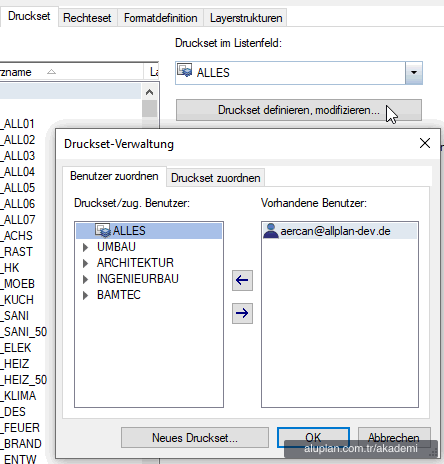 Druckset
Rechteset
Formatdefinition
Layerstrukturen
Druckset im Listenfeld:
rzname
La
ALLES
Druckset definieren, modifizieren...
_ALL01
_ALL02
_ALL03
_ALL04
_ALL05
_ALL06
_ALL07
_ACHS
_RAST
_HK
_MOEB
_KUCH
_SANI
_SANI_50
_ELEK
_HEIZ
_HEIZ_50
_KLIMA
_DES
_FEUER
_BRAND
_ENTW
Druckset-Verwaltung
Benutzer zuordnen
Druckset zuordnen
Druckset/zug. Benutzer:
Vorhandene Benutzer:
ALLES
UMBAU
ARCHITEKTUR
INGENIEURBAU
BAMTEC
aercan@allplan-dev.de
Neues Druckset...
OK
Abbrechen
aluplan.com.tr/akademi